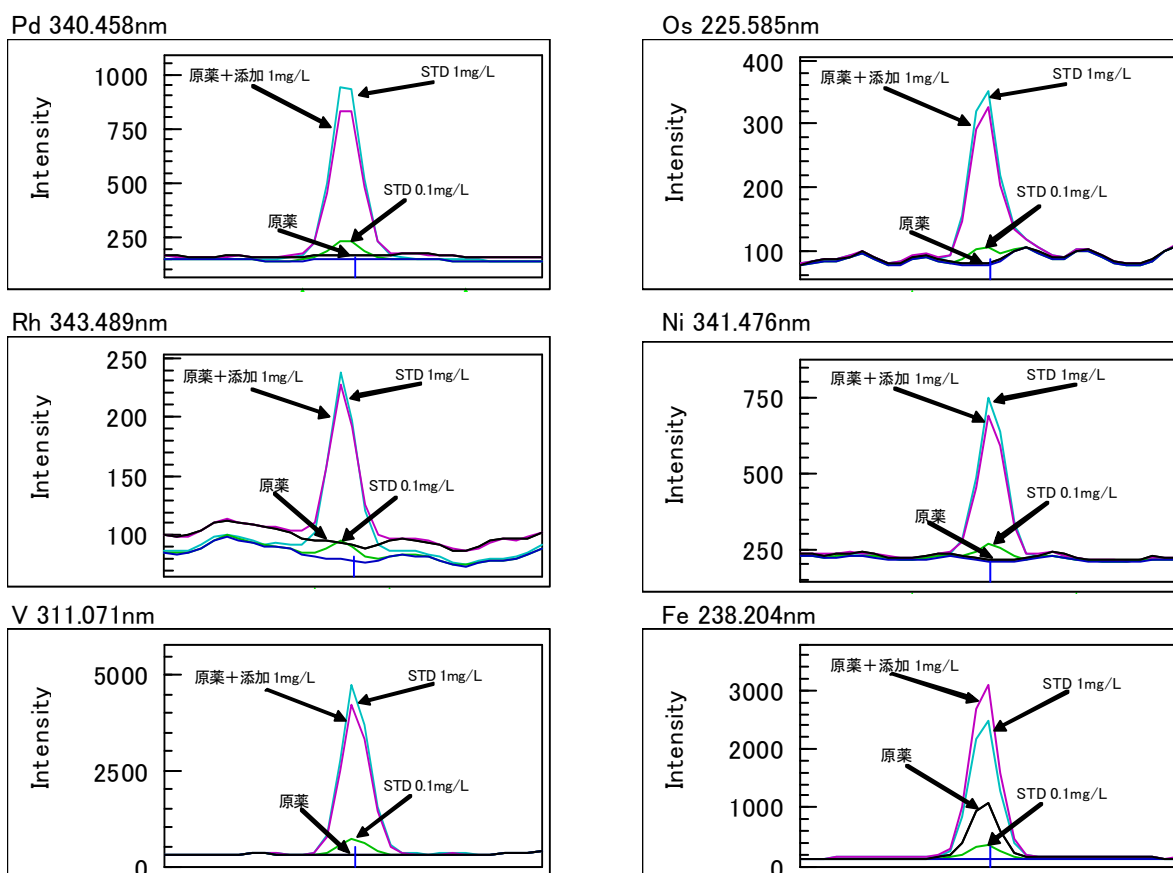 Pd 340.458nm
Intensity
1000
750
500
250
原薬＋添加 1mg/L
STD 1mg/L
STD 0.1mg/L
原薬
Os 225.585nm
Intensity
400
300
200
100
原薬＋添加 1mg/L
STD 1mg/L
STD 0.1mg/L
原薬
Rh 343.489nm
Intensity
250
200
150
100
原薬＋添加 1mg/L
STD 1mg/L
原薬
STD 0.1mg/L
Ni 341.476nm
Intensity
750
500
250
原薬＋添加 1mg/L
STD 1mg/L
STD 0.1mg/L
原薬
V 311.071nm
Intensity
5000
2500
0
原薬＋添加 1mg/L
STD 1mg/L
原薬
STD 0.1mg/L
Fe 238.204nm
Intensity
3000
2000
1000
0
原薬＋添加 1mg/L
STD 1mg/L
原薬
STD 0.1mg/L